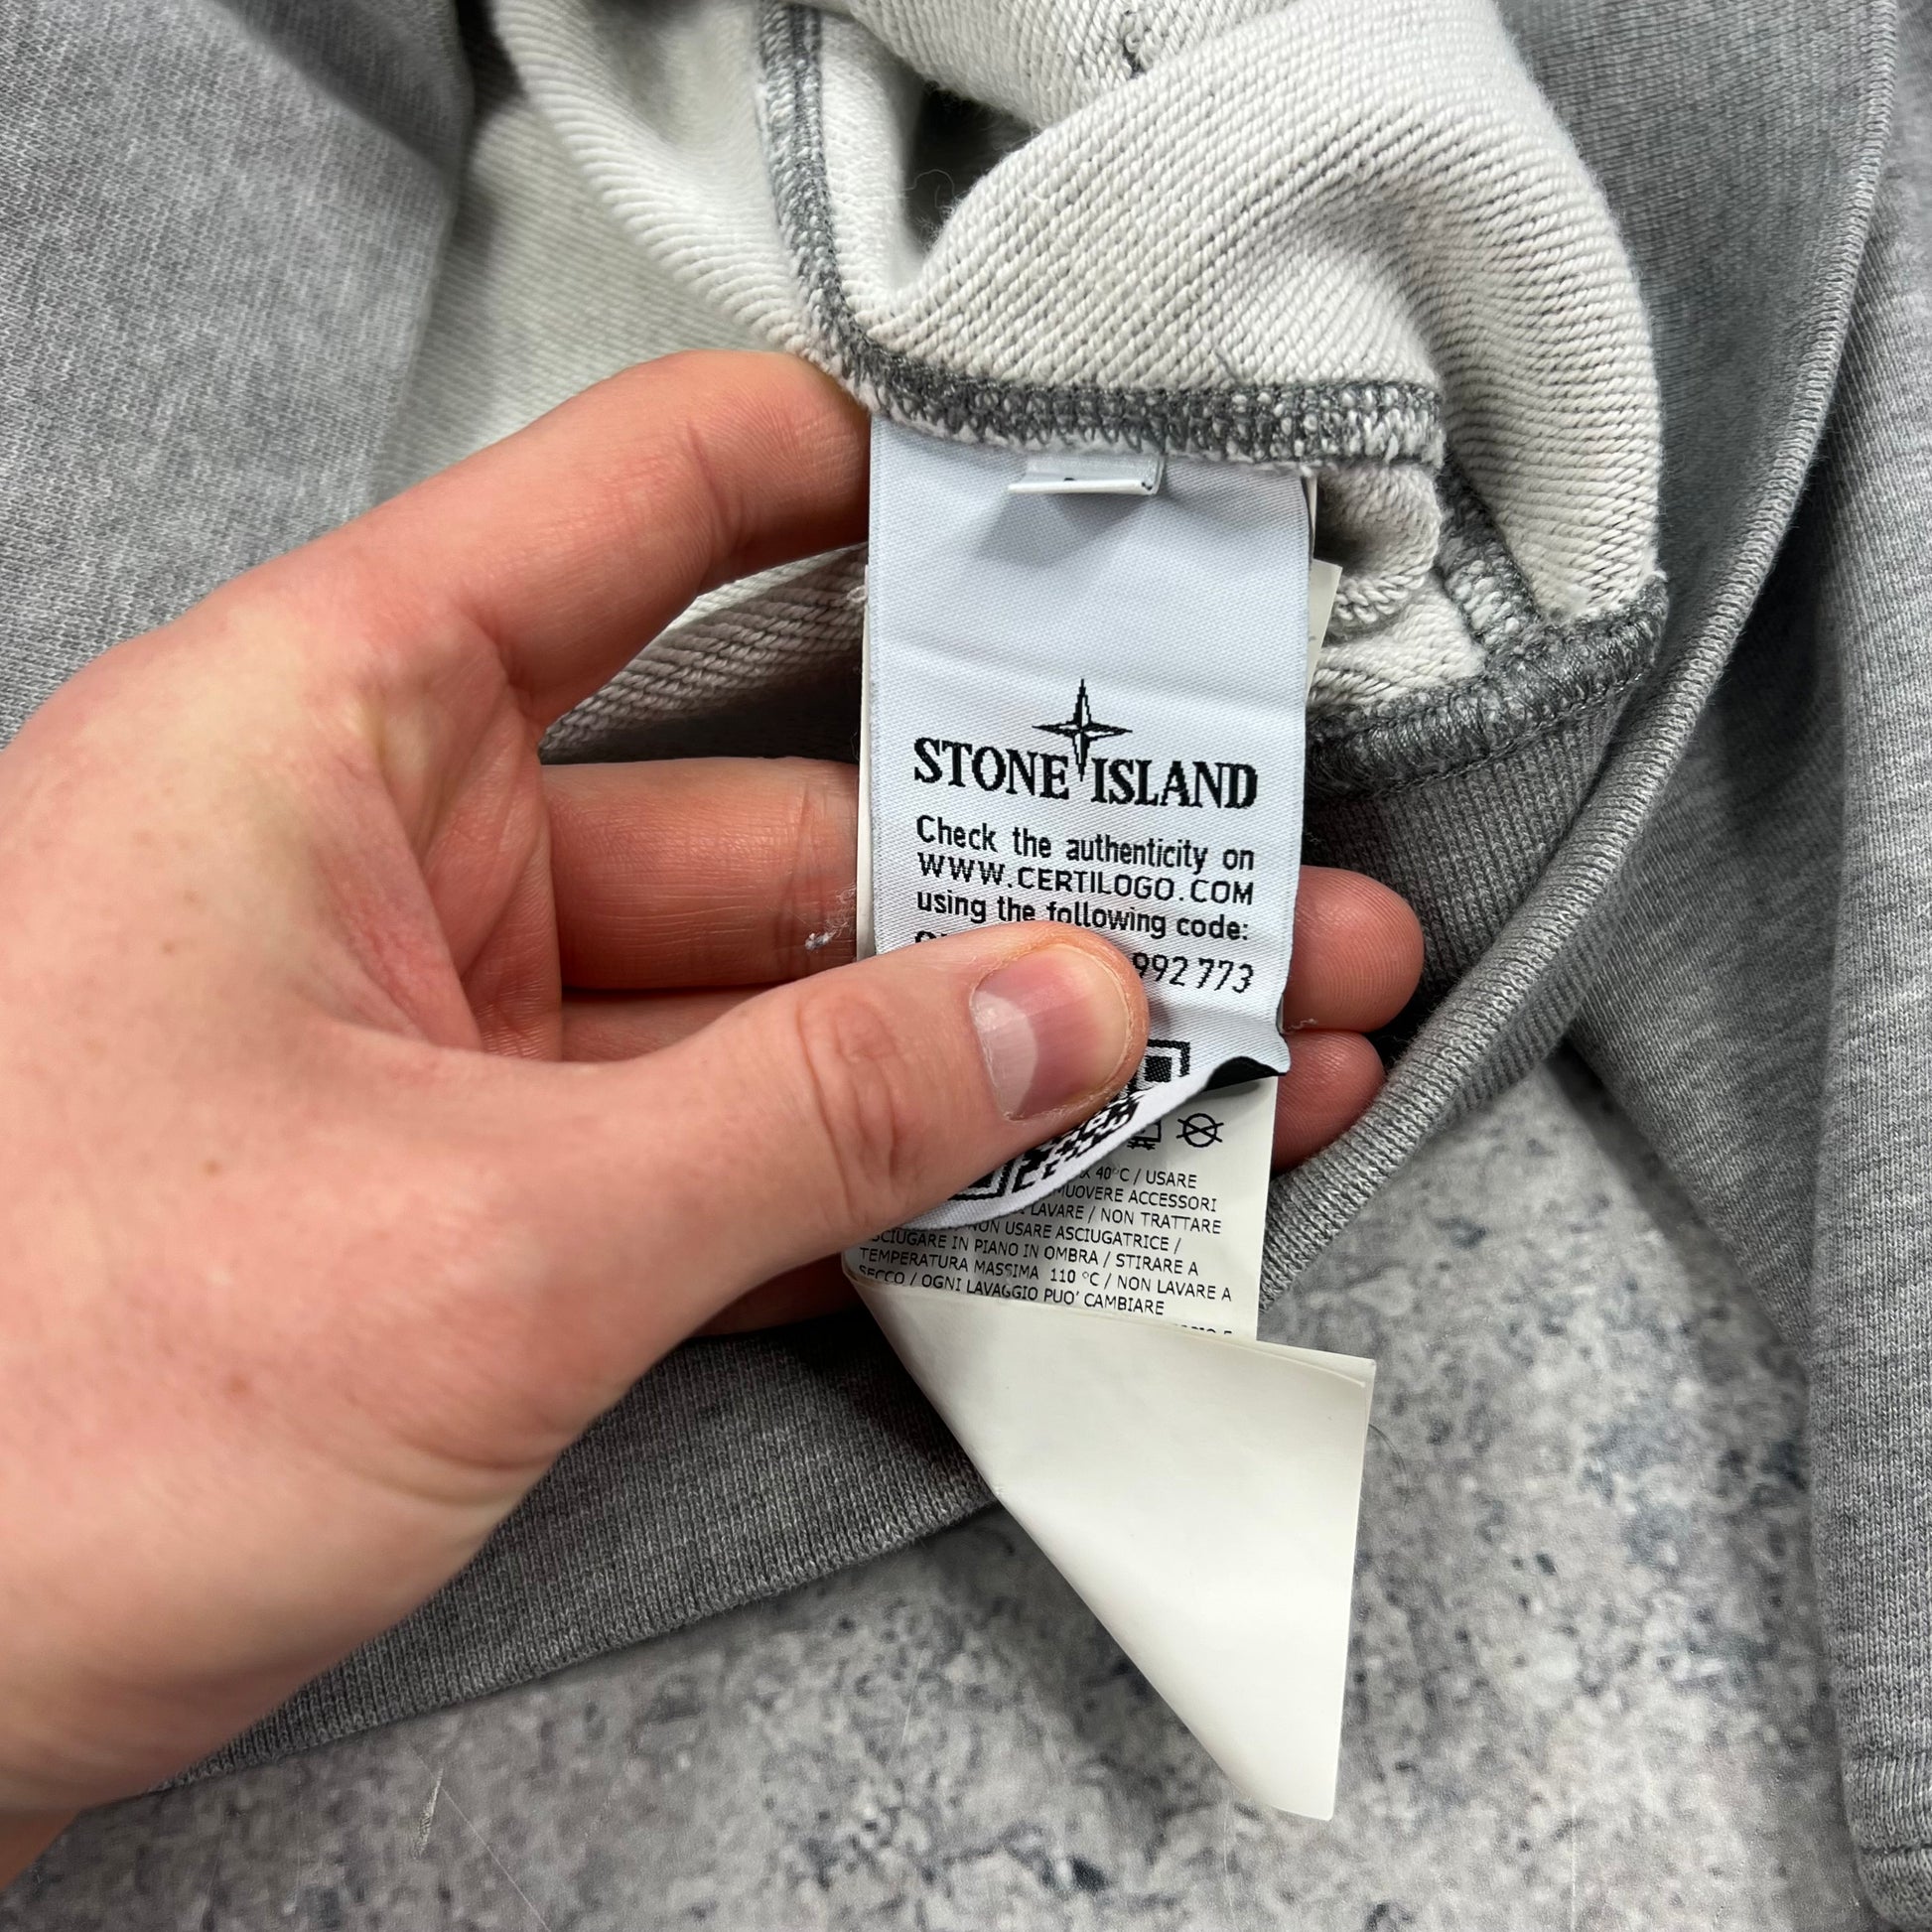 STONE ISLAND
Check the authenticity on
WWW.CERTILOGO.COM
using the following code:
992 773
40°C / USARE
MUOVERE ACCESSORI
LAVARE / NON TRATTARE
NON USARE ASCIUGATRICE /
ASCIUGARE IN PIANO IN OMBRA / STIRARE A
TEMPERATURA MASSIMA 110 °C / NON LAVARE A
SECCO / OGNI LAVAGGIO PUO' CAMBIARE